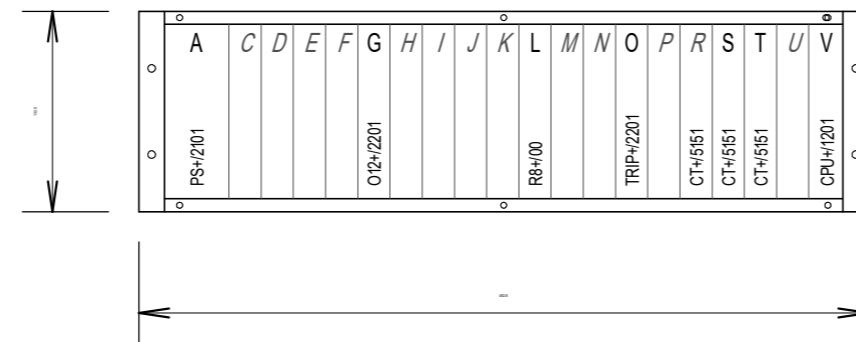 A C D E F G H I J K L M N O P R S T U V
PS+/2101
O12+/2201
R8+/00
TRIP+/2201
CT+/5151
CT+/5151
CT+/5151
CPU+/1201